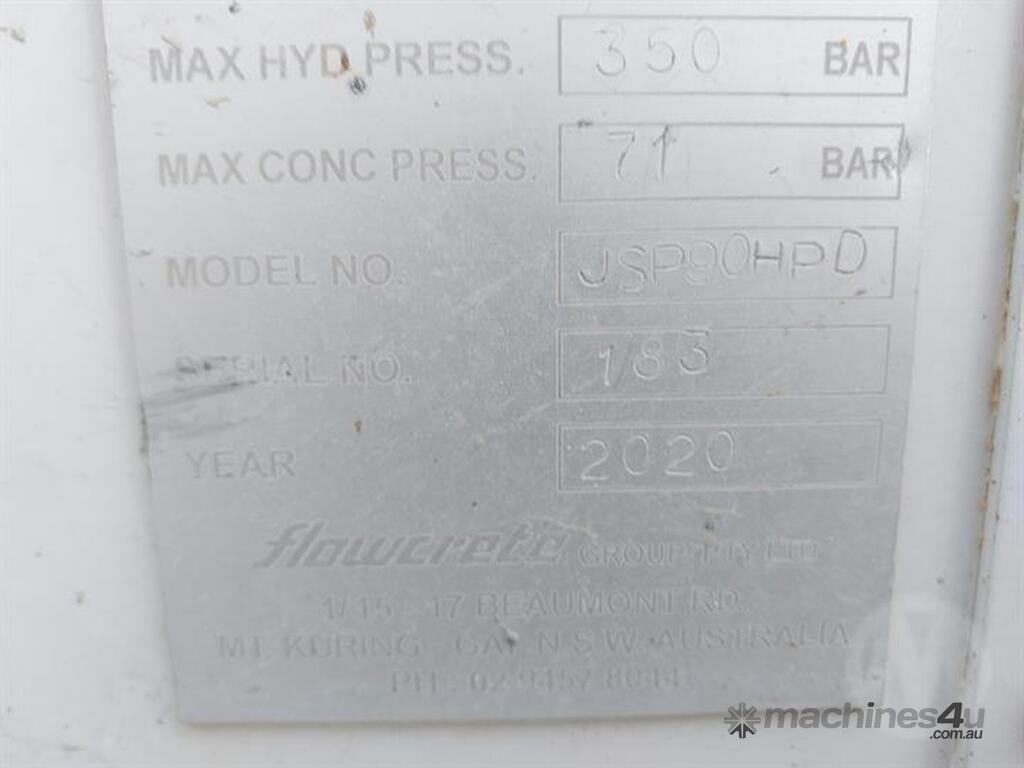 MAX HYD PRESS. 350 BAR
MAX CONC PRESS. 71 BAR
MODEL NO. JSP90HPD
SERIAL NO. 183
YEAR 2020
flowcrete GROUP PTY LTD
1/15 - 17 BEAUMONT RD.
MT. KURING - GAI N.S.W. AUSTRALIA
PH : 02 9457 8044
machines4u
.com.au